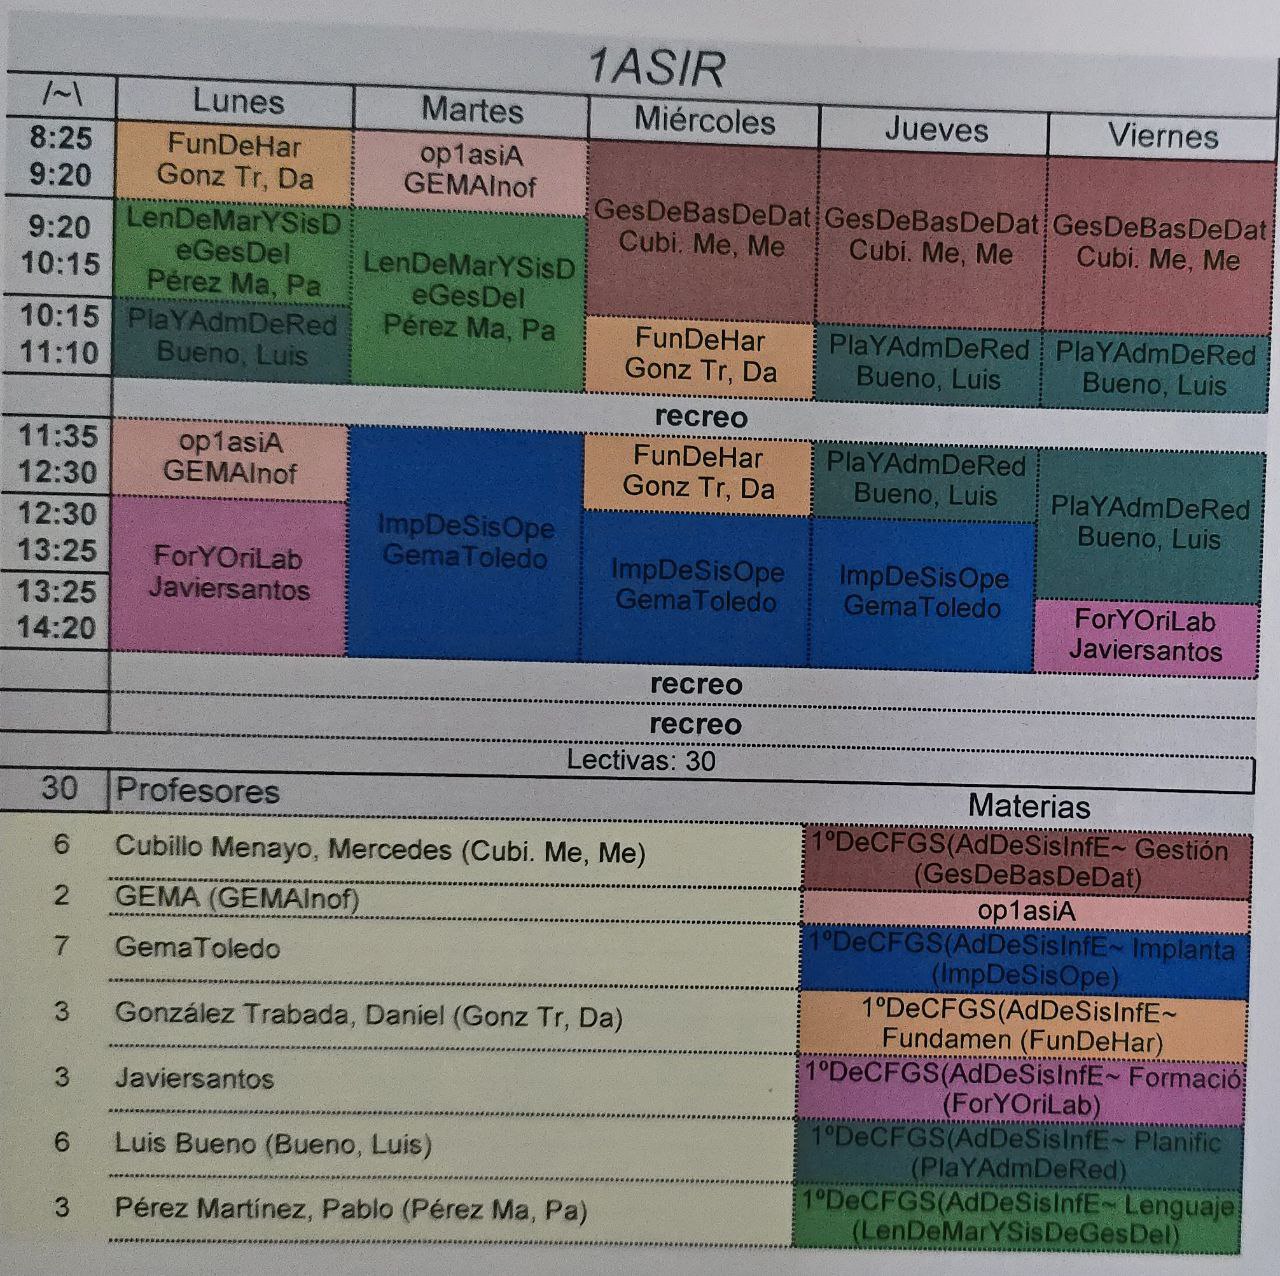 1ASIR
/~\ Lunes Martes Miércoles Jueves Viernes
8:25
9:20
FunDeHar
Gonz Tr, Da
op1asiA
GEMAInof
GesDeBasDeDat
Cubi. Me, Me
GesDeBasDeDat
Cubi. Me, Me
GesDeBasDeDat
Cubi. Me, Me
9:20
10:15
LenDeMarYSisD
eGesDeI
Pérez Ma, Pa
LenDeMarYSisD
eGesDeI
Pérez Ma, Pa
10:15
11:10
PlaYAdmDeRed
Bueno, Luis
FunDeHar
Gonz Tr, Da
PlaYAdmDeRed
Bueno, Luis
PlaYAdmDeRed
Bueno, Luis
recreo
11:35
12:30
op1asiA
GEMAInof
ImpDeSisOpe
GemaToledo
FunDeHar
Gonz Tr, Da
PlaYAdmDeRed
Bueno, Luis
PlaYAdmDeRed
Bueno, Luis
12:30
13:25
ForYOriLab
Javiersantos
ImpDeSisOpe
GemaToledo
ImpDeSisOpe
GemaToledo
13:25
14:20
ForYOriLab
Javiersantos
recreo
recreo
Lectivas: 30
30 Profesores Materias
6 Cubillo Menayo, Mercedes (Cubi. Me, Me)
1ºDeCFGS(AdDeSisInfE~ Gestión
(GesDeBasDeDat)
2 GEMA (GEMAInof)
op1asiA
7 GemaToledo
1ºDeCFGS(AdDeSisInfE~ Implanta
(ImpDeSisOpe)
3 González Trabada, Daniel (Gonz Tr, Da)
1ºDeCFGS(AdDeSisInfE~
Fundamen (FunDeHar)
3 Javiersantos
1ºDeCFGS(AdDeSisInfE~ Formació
(ForYOriLab)
6 Luis Bueno (Bueno, Luis)
1ºDeCFGS(AdDeSisInfE~ Planific
(PlaYAdmDeRed)
3 Pérez Martínez, Pablo (Pérez Ma, Pa)
1ºDeCFGS(AdDeSisInfE~ Lenguaje
(LenDeMarYSisDeGesDeI)